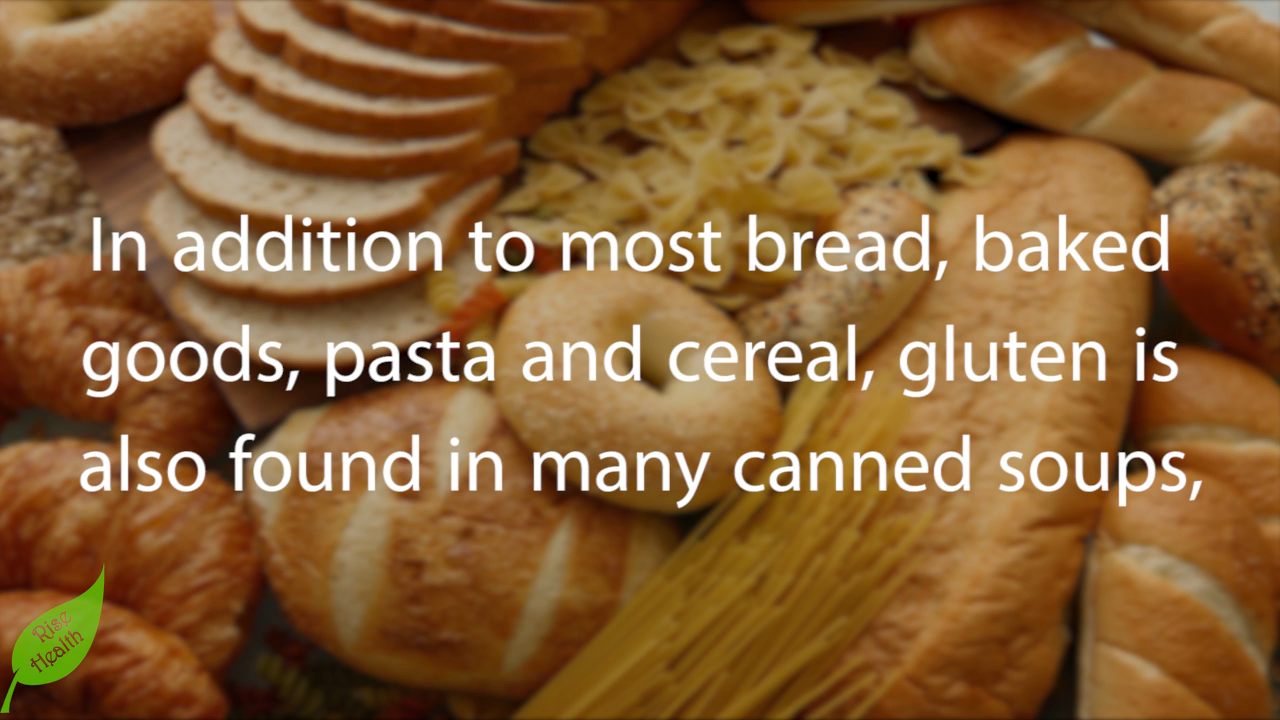 In addition to most bread, baked
goods, pasta and cereal, gluten is
also found in many canned soups,
Rise
Health